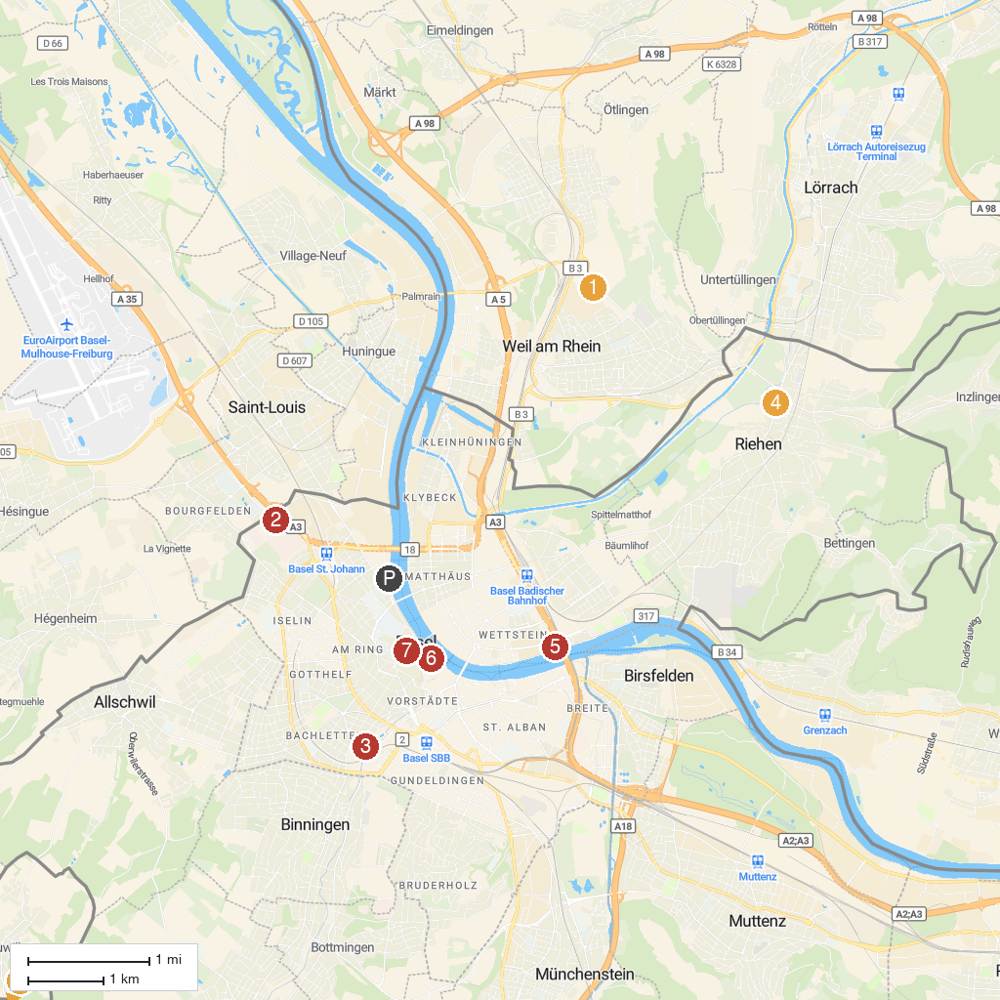 Eimeldingen
A 98
Rötteln
D 66
B 317
A 98
K 6328
Les Trois Maisons
Märkt
Ötlingen
A 98
Lörrach Autoreisezug
Terminal
Haberhaeuser
Lörrach
Ritty
A 98
Village-Neuf
B 3
Hellhof
Untertüllingen
1
Palmrain
A 35
A 5
D 105
Obertüllingen
EuroAirport Basel-
Mulhouse-Freiburg
Huningue
Weil am Rhein
D 607
Inzlingen
Saint-Louis
4
B 3
KLEINHÜNINGEN
Riehen
05
KLYBECK
Hésingue
BOURGFELDEN
Spittelmatthof
2
A3
A3
La Vignette
18
Bäumlihof
Bettingen
Basel St. Johann
P
MATTHÄUS
Basel Badischer
Bahnhof
Hégenheim
ISELIN
317
Rudishauweg
WETTSTEIN
AM RING
7
5
B 34
6
GOTTHELF
Birsfelden
Allschwil
VORSTÄDTE
BREITE
Grenzach
ST. ALBAN
BACHLETTE
2
3
Basel SBB
Oberwilerstrasse
Südstraße
GUNDELDINGEN
Binningen
A18
A2;A3
Muttenz
BRUDERHOLZ
A2;A3
Muttenz
Bottmingen
1 mi
Münchenstein
1 km